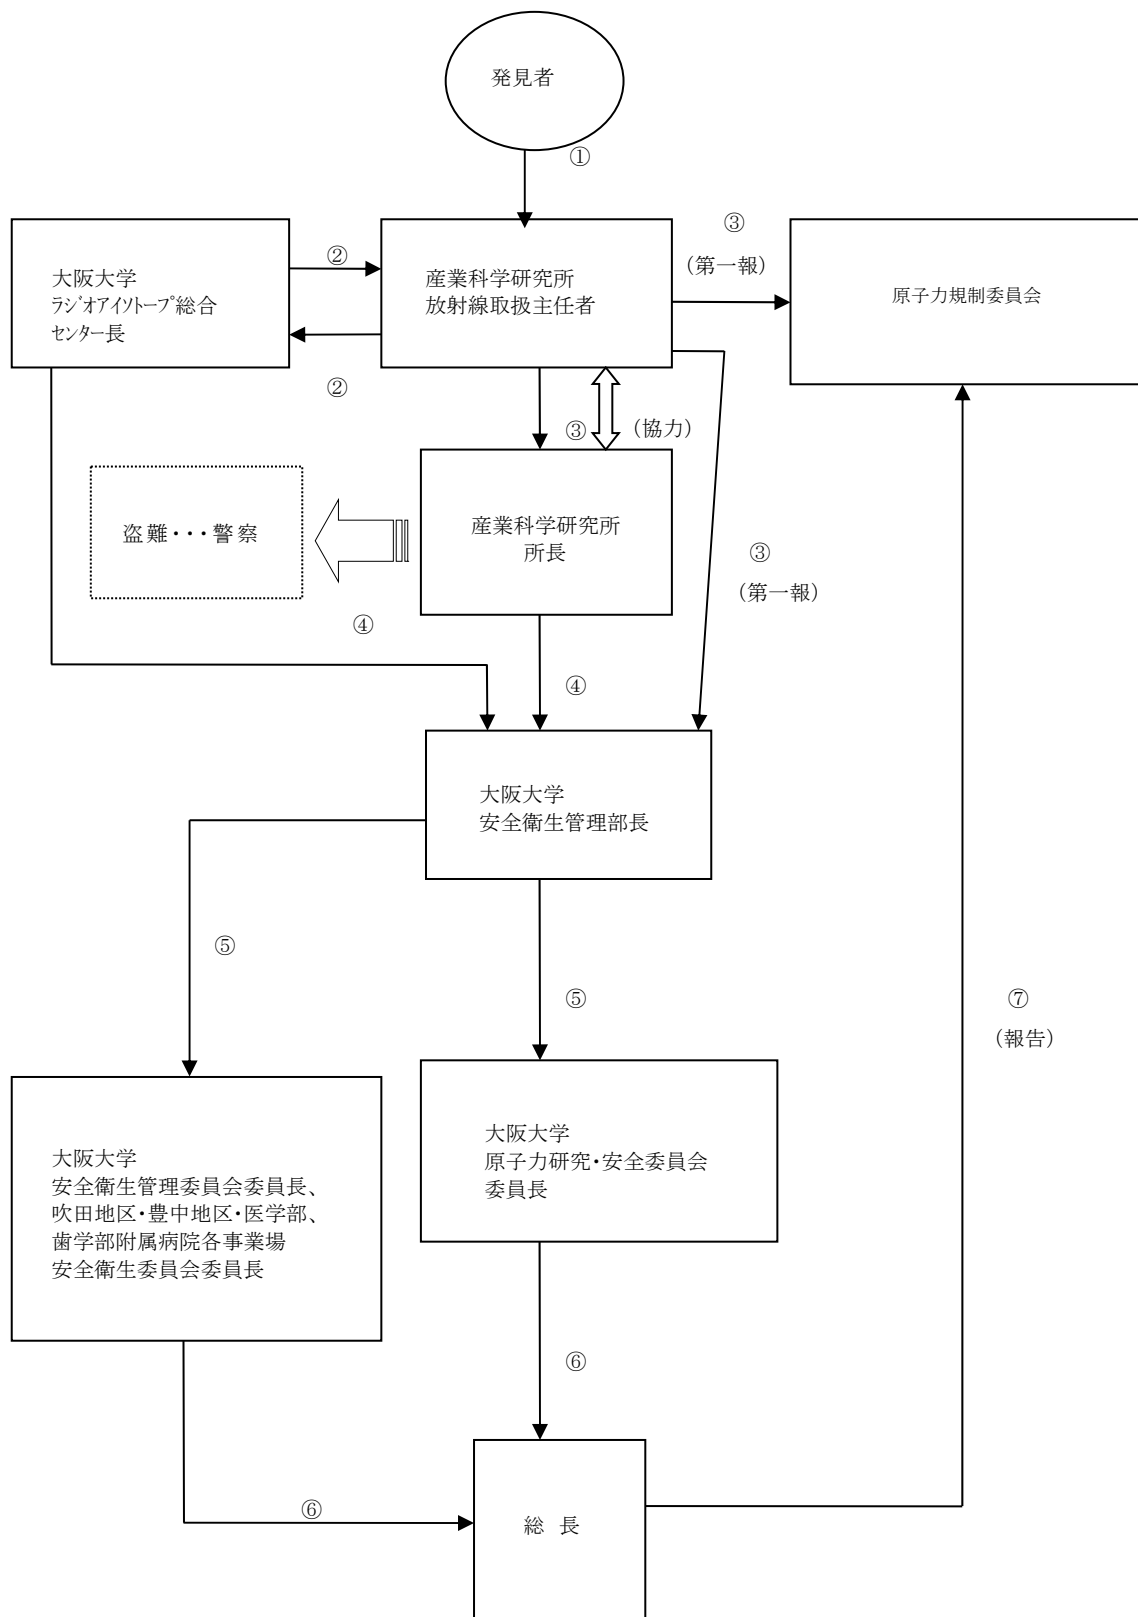 発見者
①
大阪大学
ﾗｼﾞｵｱｲｿﾄｰﾌﾟ総合
ｾﾝﾀｰ長
②
②
産業科学研究所
放射線取扱主任者
③
（第一報）
原子力規制委員会
③
（協力）
盗難・・・警察
産業科学研究所
所長
③
（第一報）
④
④
大阪大学
安全衛生管理部長
⑤
⑤
⑦
（報告）
大阪大学
安全衛生管理委員会委員長、
吹田地区・豊中地区・医学部、
歯学部附属病院各事業場
安全衛生委員会委員長
大阪大学
原子力研究・安全委員会
委員長
⑥
⑥
総 長